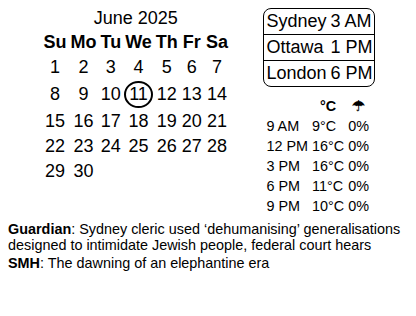 June 2025
Su Mo Tu We Th Fr Sa
1 2 3 4 5 6 7
8 9 10 11 12 13 14
15 16 17 18 19 20 21
22 23 24 25 26 27 28
29 30
Sydney 3 AM
Ottawa 1 PM
London 6 PM
°C ☂
9 AM 9°C 0%
12 PM 16°C 0%
3 PM 16°C 0%
6 PM 11°C 0%
9 PM 10°C 0%
Guardian: Sydney cleric used ‘dehumanising’ generalisations
designed to intimidate Jewish people, federal court hears
SMH: The dawning of an elephantine era